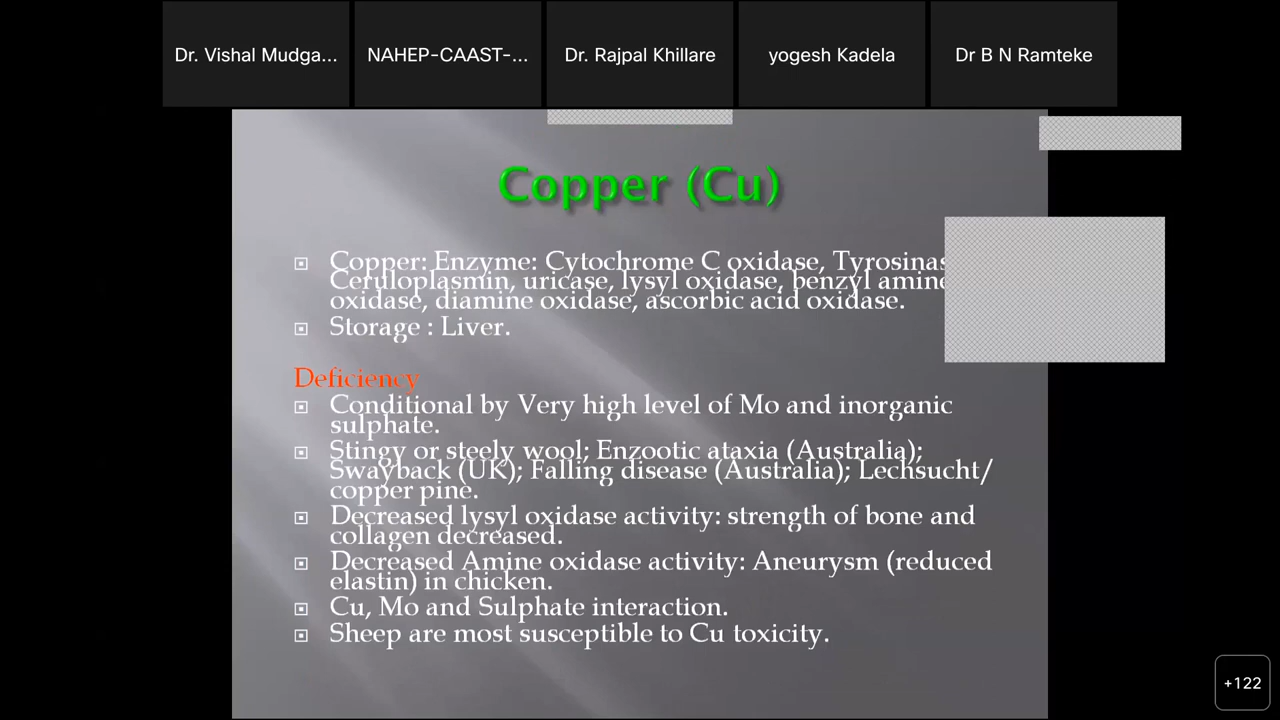 Dr. Vishal Mudga...
NAHEP-CAAST-...
Dr. Rajpal Khillare
yogesh Kadela
Dr B N Ramteke
Copper (Cu)
Copper: Enzyme: Cytochrome C oxidase, Tyrosinas
Ceruloplasmin, uricase, lysyl oxidase, benzyl amine
oxidase, diamine oxidase, ascorbic acid oxidase.
Storage : Liver.
Deficiency
Conditional by Very high level of Mo and inorganic
sulphate.
Stingy or steely wool; Enzootic ataxia (Australia);
Swayback (UK); Falling disease (Australia); Lechsucht/
copper pine.
Decreased lysyl oxidase activity: strength of bone and
collagen decreased.
Decreased Amine oxidase activity: Aneurysm (reduced
elastin) in chicken.
Cu, Mo and Sulphate interaction.
Sheep are most susceptible to Cu toxicity.
+122